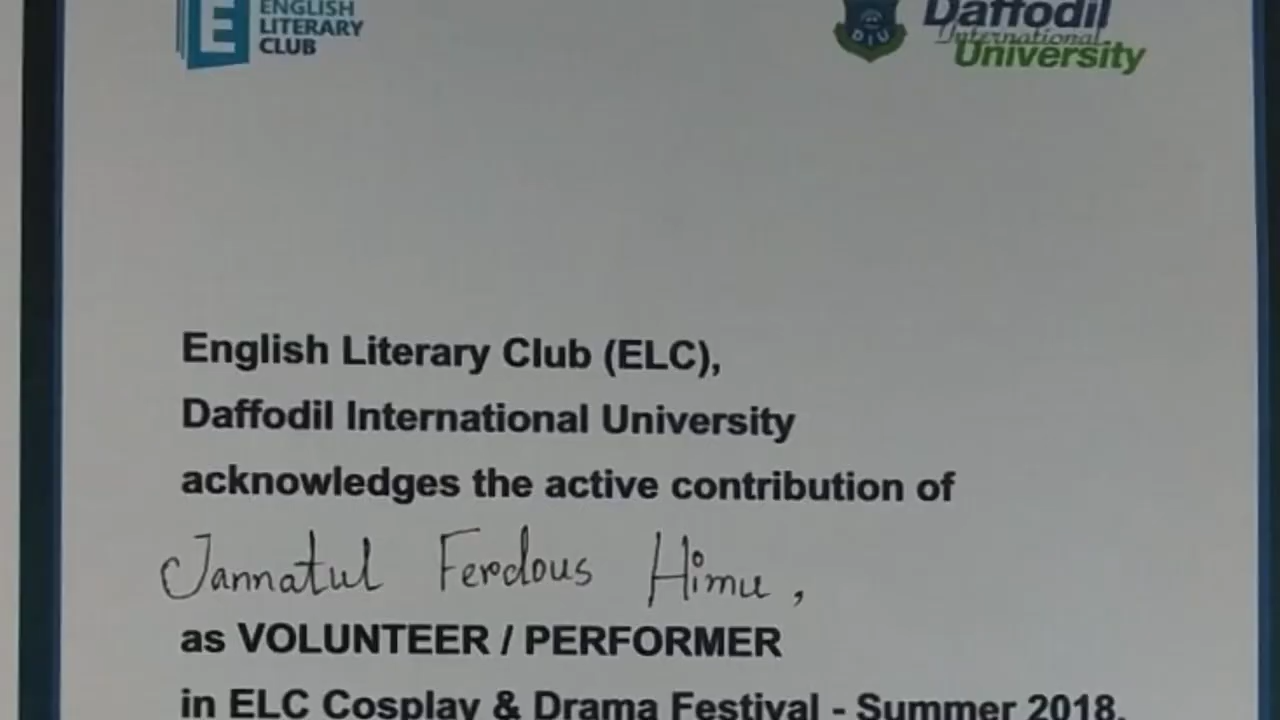 ENGLISH
LITERARY
CLUB
E
Daffodil
International
University
DIU
English Literary Club (ELC),
Daffodil International University
acknowledges the active contribution of
Jannatul Ferdous Himu,
as VOLUNTEER / PERFORMER
in ELC Cosplay & Drama Festival - Summer 2018.